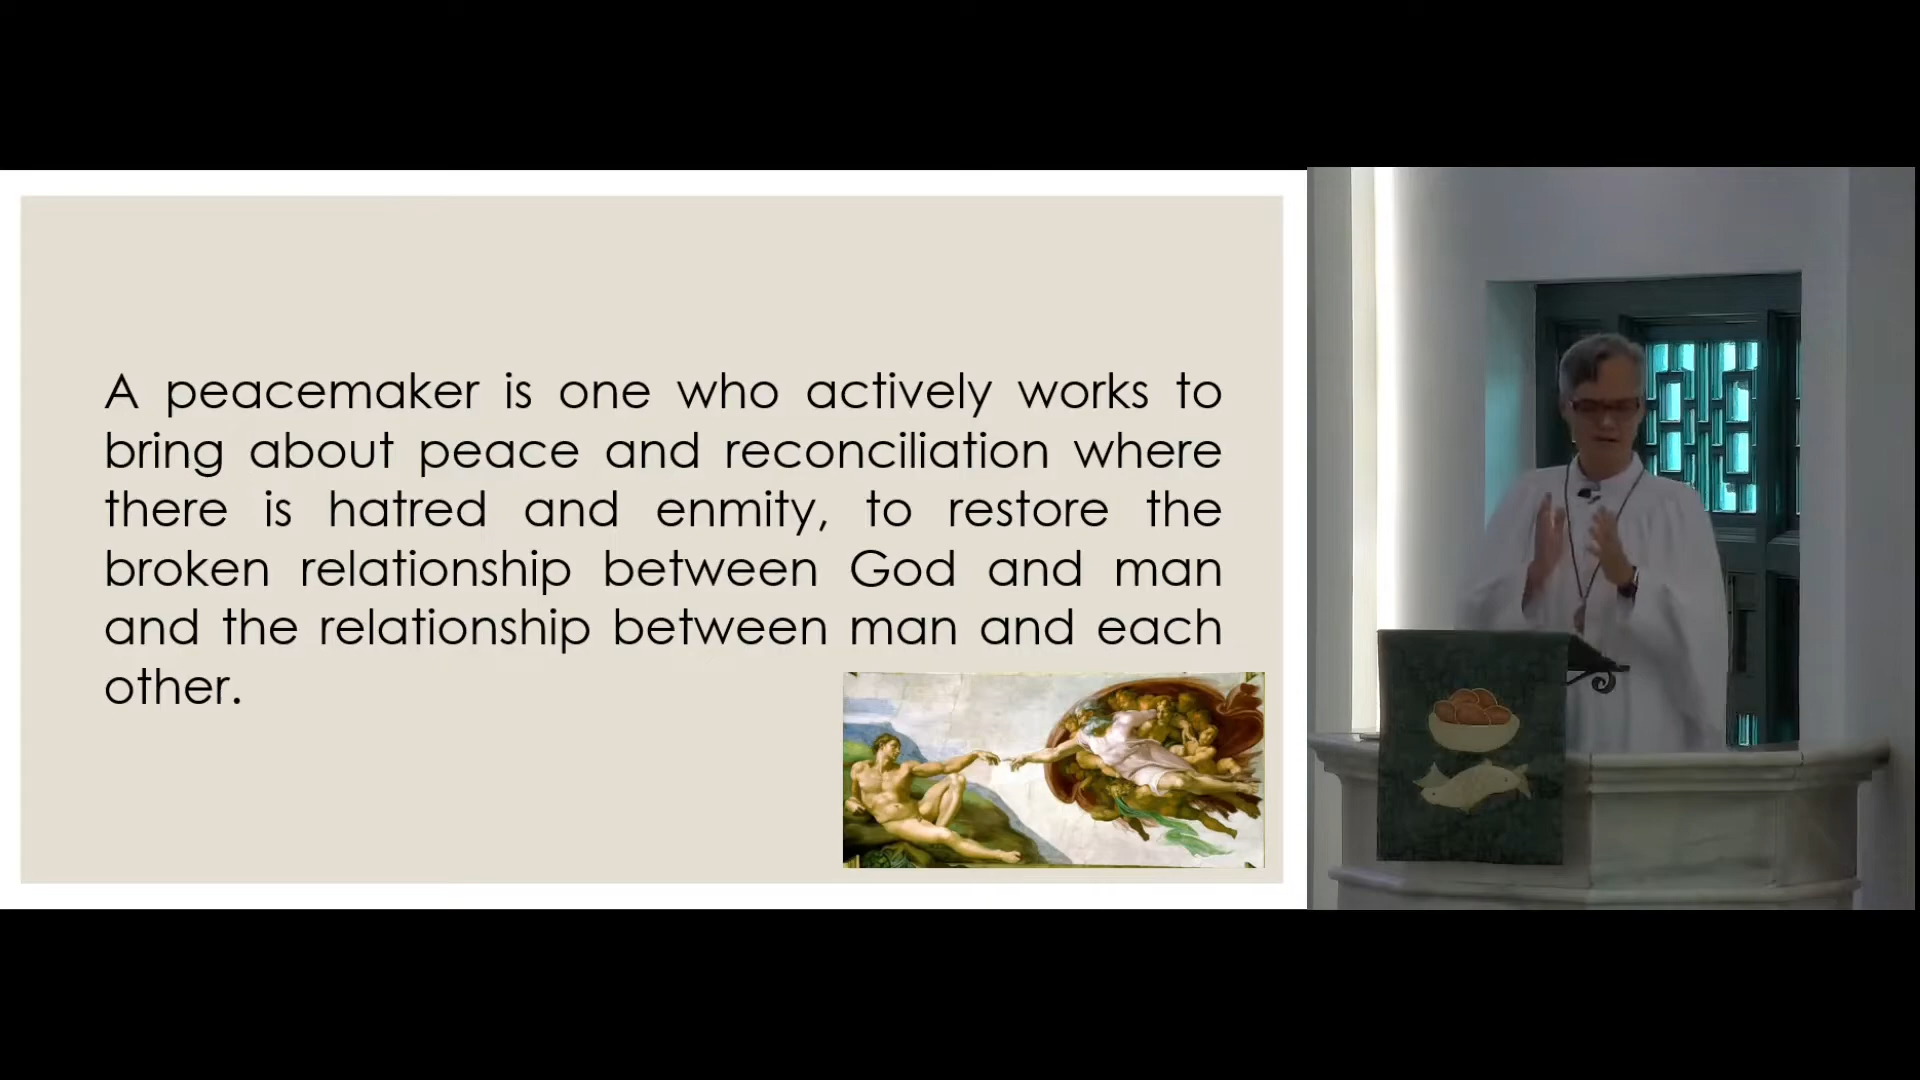 A peacemaker is one who actively works to
bring about peace and reconciliation where
there is hatred and enmity, to restore the
broken relationship between God and man
and the relationship between man and each
other.